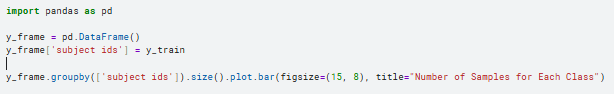 import pandas as pd
y_frame = pd.DataFrame()
y_frame['subject ids'] = y_train
y_frame.groupby(['subject ids']).size().plot.bar(figsize=(15, 8), title="Number of Samples for Each Class")